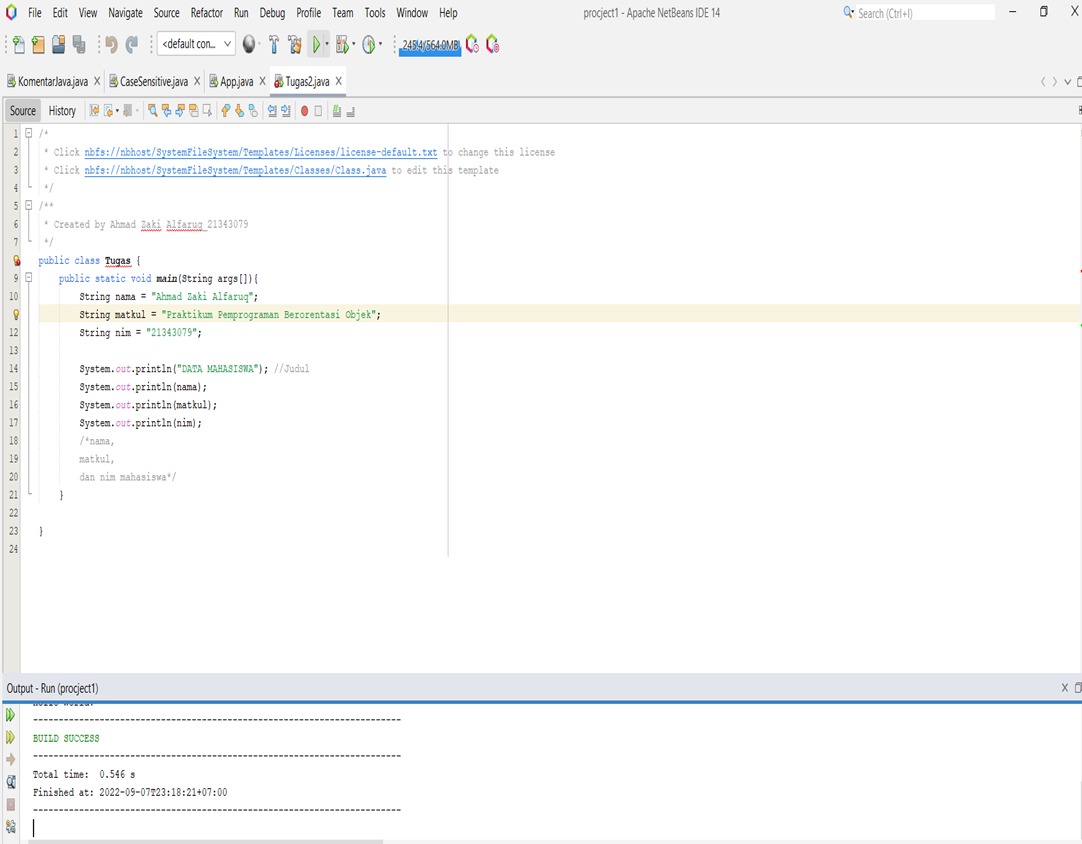 File Edit View Navigate Source Refactor Run Debug Profile Team Tools Window Help
procject1 - Apache NetBeans IDE 14
Search (Ctrl+I)
<default con...
245.4/564.0MB
KomentarJava.java
CaseSensitive.java
App.java
Tugas2.java
Source History
1 /*
2 * Click nbfs://nbhost/SystemFileSystem/Templates/Licenses/license-default.txt to change this license
3 * Click nbfs://nbhost/SystemFileSystem/Templates/Classes/Class.java to edit this template
4 */
5 /**
6 * Created by Ahmad Zaki Alfaruq 21343079
7 */
public class Tugas {
9 public static void main(String args[]){
10 String nama = "Ahmad Zaki Alfaruq";
String matkul = "Praktikum Pemprograman Berorentasi Objek";
12 String nim = "21343079";
13
14 System.out.println("DATA MAHASISWA"); //Judul
15 System.out.println(nama);
16 System.out.println(matkul);
17 System.out.println(nim);
18 /*nama,
19 matkul,
20 dan nim mahasiswa*/
21 }
22
23 }
24
Output - Run (procject1)
------------------------------------------------------------------------
BUILD SUCCESS
------------------------------------------------------------------------
Total time: 0.546 s
Finished at: 2022-09-07T23:18:21+07:00
------------------------------------------------------------------------